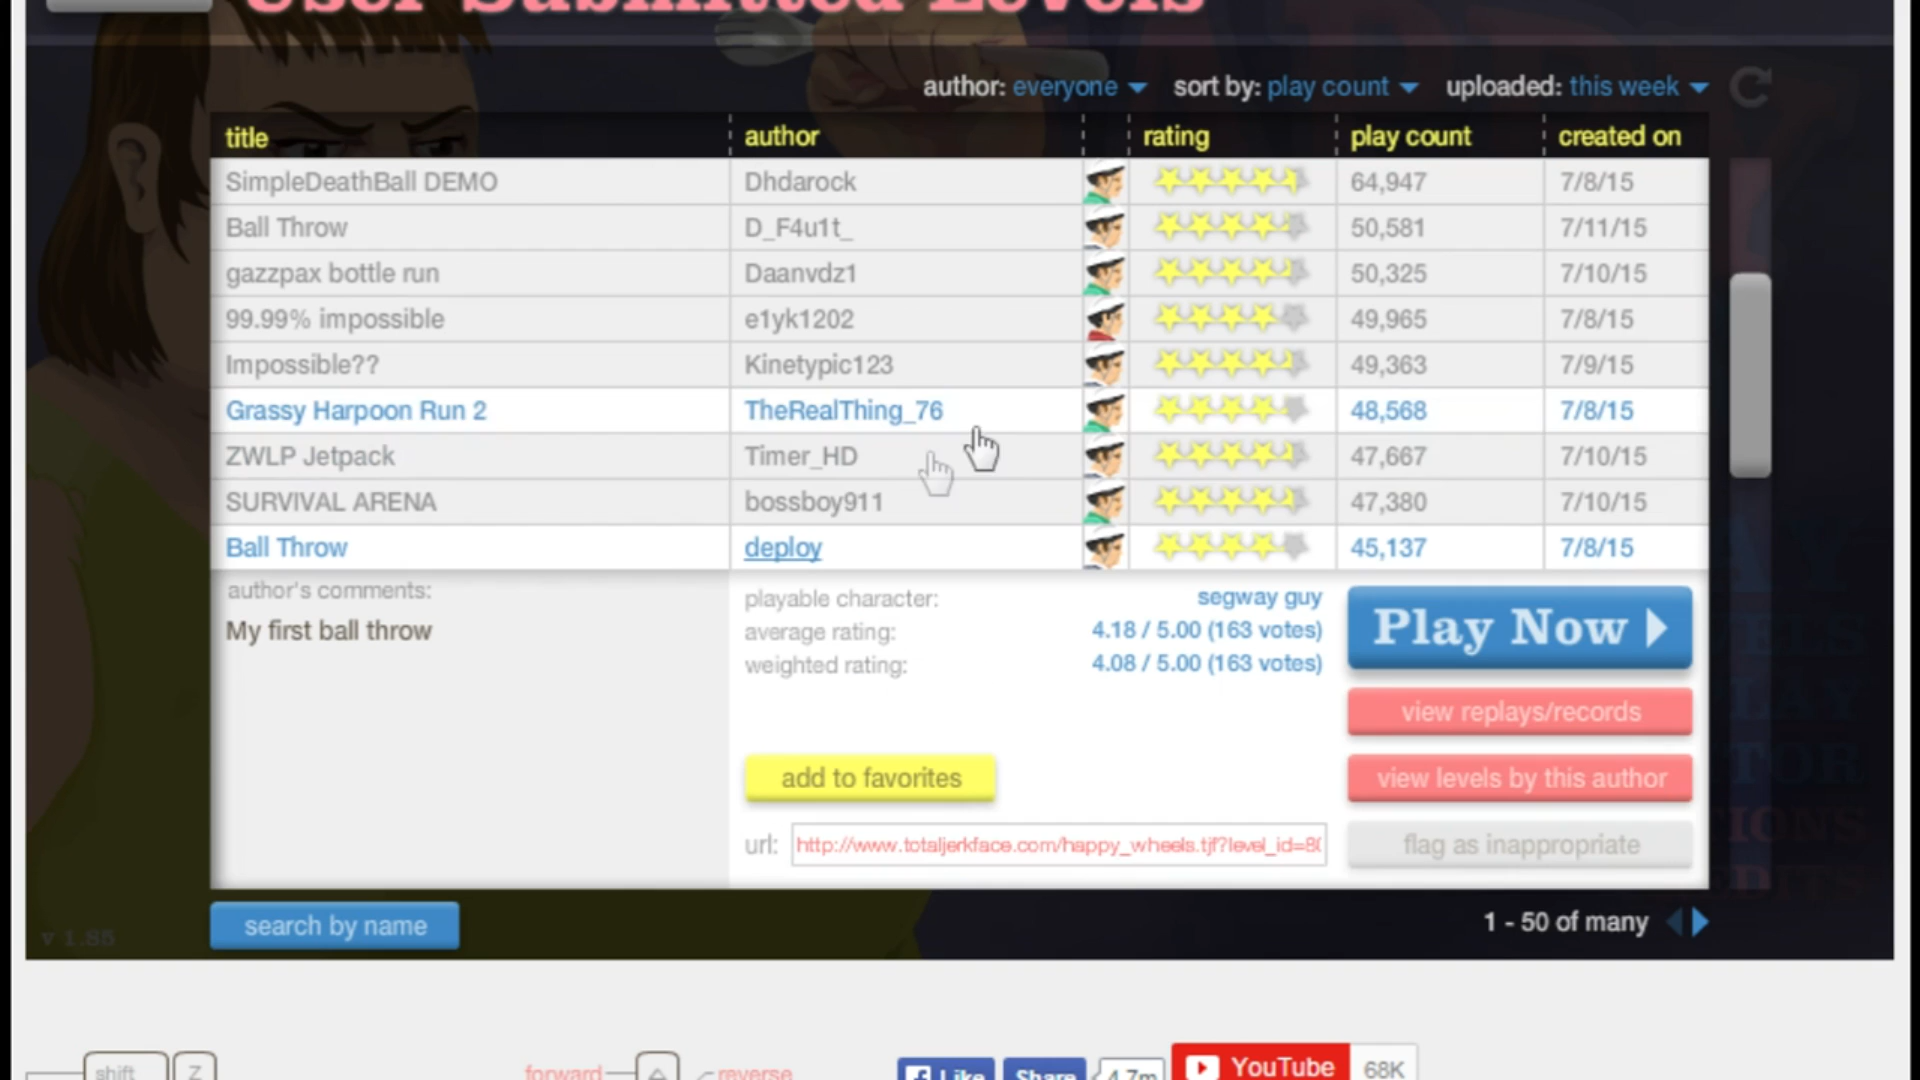 User Submitted Levels
author: everyone sort by: play count uploaded: this week
title author rating play count created on
SimpleDeathBall DEMO Dhdarock 64,947 7/8/15
Ball Throw D_F4u1t_ 50,581 7/11/15
gazzpax bottle run Daanvdz1 50,325 7/10/15
99.99% impossible e1yk1202 49,965 7/8/15
Impossible?? Kinetypic123 49,363 7/9/15
Grassy Harpoon Run 2 TheRealThing_76 48,568 7/8/15
ZWLP Jetpack Timer_HD 47,667 7/10/15
SURVIVAL ARENA bossboy911 47,380 7/10/15
Ball Throw deploy 45,137 7/8/15
author's comments:
My first ball throw
playable character: segway guy
average rating: 4.18 / 5.00 (163 votes)
weighted rating: 4.08 / 5.00 (163 votes)
Play Now
view replays/records
add to favorites
view levels by this author
url: http://www.totaljerkface.com/happy_wheels.tjf?level_id=8
flag as inappropriate
v 1.85
search by name
1 - 50 of many
shift Z forward reverse Like Share 4.7m YouTube 68K